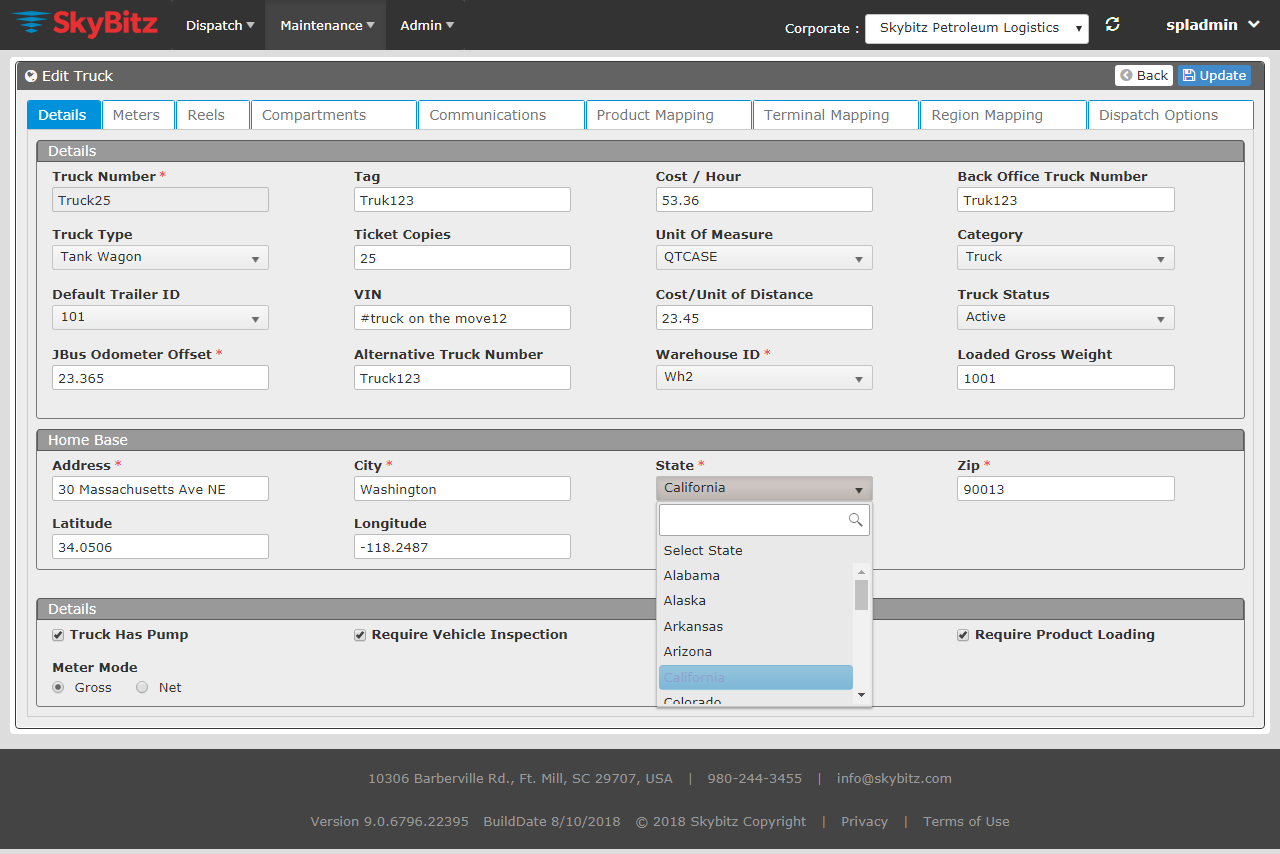 SkyBitz Dispatch Maintenance Admin Corporate : Skybitz Petroleum Logistics spladmin
Edit Truck Back Update
Details Meters Reels Compartments Communications Product Mapping Terminal Mapping Region Mapping Dispatch Options
Details
Truck Number * Tag Cost / Hour Back Office Truck Number
Truck25 Truk123 53.36 Truk123
Truck Type Ticket Copies Unit Of Measure Category
Tank Wagon 25 QTCASE Truck
Default Trailer ID VIN Cost/Unit of Distance Truck Status
101 #truck on the move12 23.45 Active
JBus Odometer Offset * Alternative Truck Number Warehouse ID * Loaded Gross Weight
23.365 Truck123 Wh2 1001
Home Base
Address * City * State * Zip *
30 Massachusetts Ave NE Washington California 90013
Latitude Longitude
34.0506 -118.2487
Select State
Alabama
Alaska
Arkansas
Arizona
California
Colorado
Details
Truck Has Pump Require Vehicle Inspection Require Product Loading
Meter Mode
Gross Net
10306 Barberville Rd., Ft. Mill, SC 29707, USA | 980-244-3455 | info@skybitz.com
Version 9.0.6796.22395 BuildDate 8/10/2018 © 2018 Skybitz Copyright | Privacy | Terms of Use